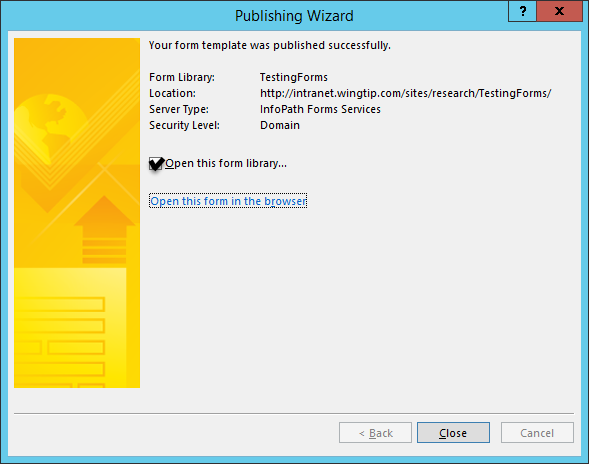 Publishing Wizard
? x
Your form template was published successfully.
Form Library: TestingForms
Location: http://intranet.wingtip.com/sites/research/TestingForms/
Server Type: InfoPath Forms Services
Security Level: Domain
Open this form library...
Open this form in the browser
< Back Close Cancel